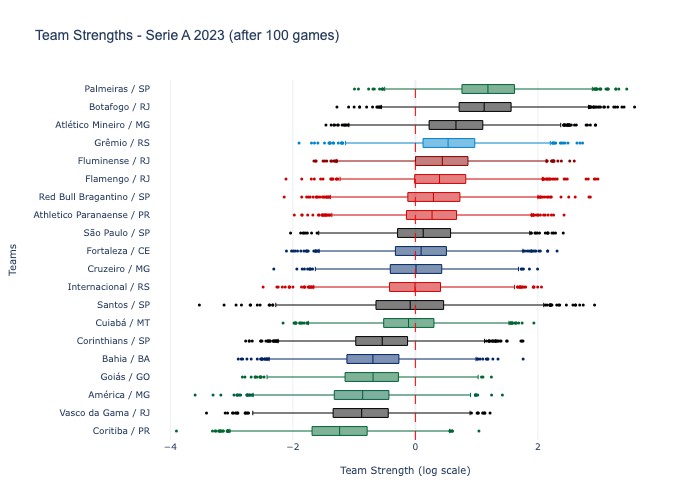 Team Strengths - Serie A 2023 (after 100 games)
Palmeiras / SP
Botafogo / RJ
Atlético Mineiro / MG
Grêmio / RS
Fluminense / RJ
Flamengo / RJ
Red Bull Bragantino / SP
Athletico Paranaense / PR
São Paulo / SP
Fortaleza / CE
Cruzeiro / MG
Internacional / RS
Santos / SP
Cuiabá / MT
Corinthians / SP
Bahia / BA
Goiás / GO
América / MG
Vasco da Gama / RJ
Coritiba / PR
Teams
−4 −2 0 2
Team Strength (log scale)